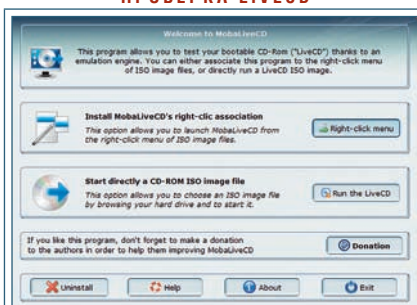 ПРОВЕРКА LIVECD
Welcome to MobaLiveCD
This program allows you to test your bootable CD-Rom ("LiveCD") thanks to an
emulation engine. You can either associate this program to the right-click menu
of ISO image files, or directly run a LiveCD ISO image.
Install MobaLiveCD's right-clic association
This option allows you to launch MobaLiveCD from
the right-click menu of ISO image files.
Right-click menu
Start directly a CD-ROM ISO image file
This option allows you to choose an ISO image file
by browsing your hard drive and to start it.
Run the LiveCD
If you like this program, don't forget to make a donation
to the authors in order to help them improving MobaLiveCD
Donation
Uninstall
Help
About
Exit